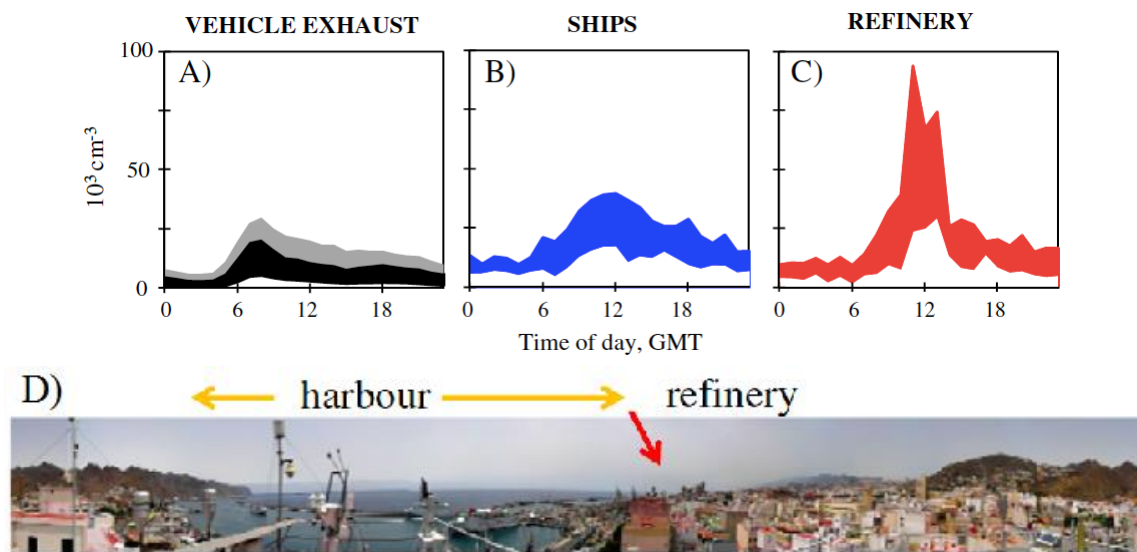 VEHICLE EXHAUST SHIPS REFINERY
100 A) B) C)
50
10³ cm⁻³
0
0 6 12 18 0 6 12 18 0 6 12 18
Time of day, GMT
D) harbour refinery